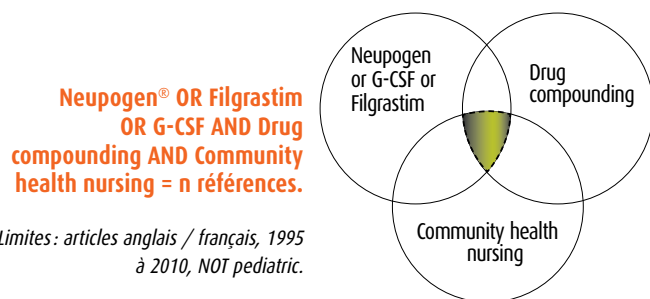 Neupogen® OR Filgrastim
OR G-CSF AND Drug
compounding AND Community
health nursing = n références.
Limites : articles anglais / français, 1995
à 2010, NOT pediatric.
Neupogen
or G-CSF or
Filgrastim
Drug
compounding
Community health
nursing